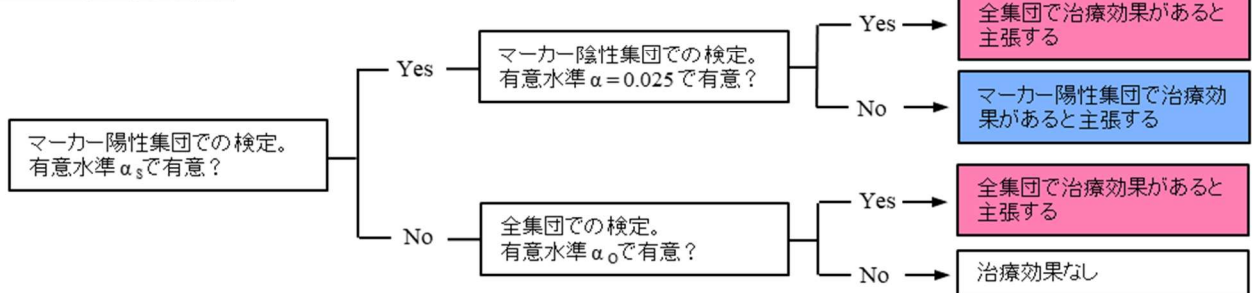 マーカー陽性集団での検定。
有意水準αSで有意？
Yes
マーカー陰性集団での検定。
有意水準α＝0.025で有意？
Yes
全集団で治療効果があると
主張する
No
マーカー陽性集団で治療効
果があると主張する
No
全集団での検定。
有意水準αOで有意？
Yes
全集団で治療効果があると
主張する
No
治療効果なし